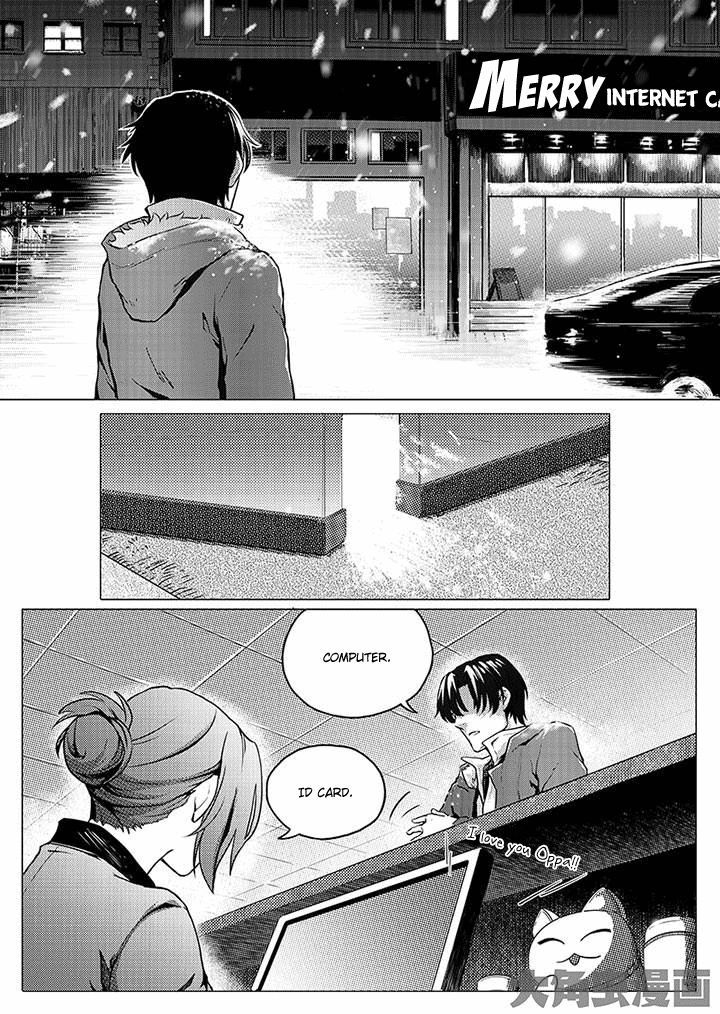 MERRY INTERNET CA
COMPUTER.
ID CARD.
I love you Oppa!!
大角虫漫画